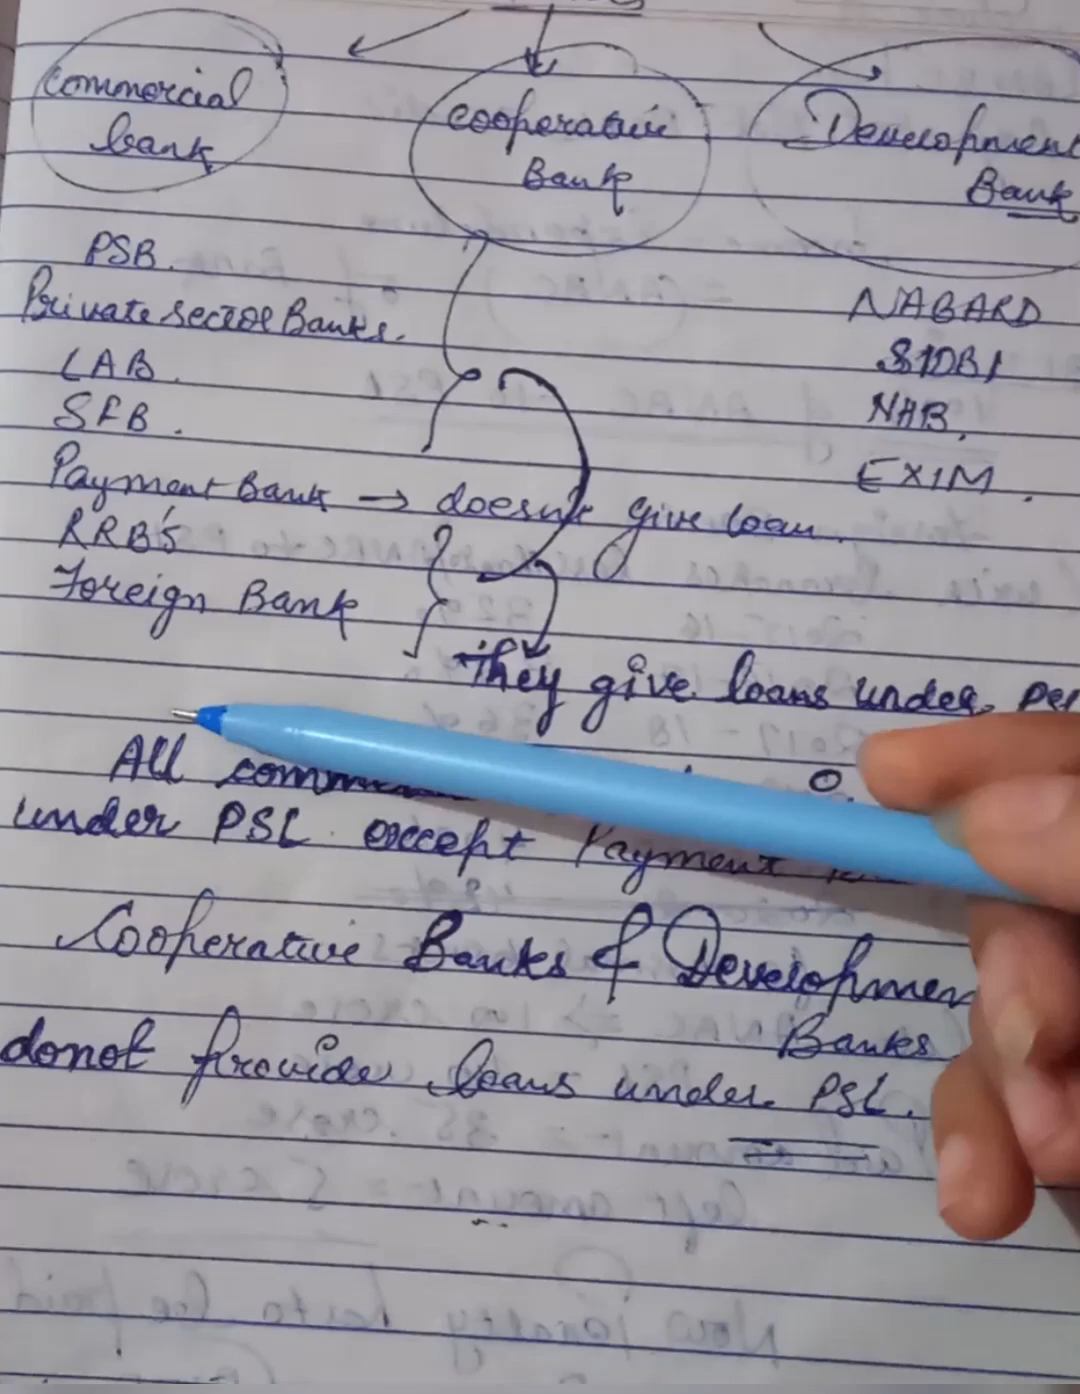 commercial
bank
cooperative
Bank
Development
Bank
PSB.
Private sector Banks.
LAB.
SFB.
Payment Bank → doesn't give loan.
RRB's
Foreign Bank
NABARD
SIDBI
NHB.
EXIM.
They give loans under
All
under PSL except Payment
Cooperative Banks & Developmen
Banks
donot provide loans under PSL.